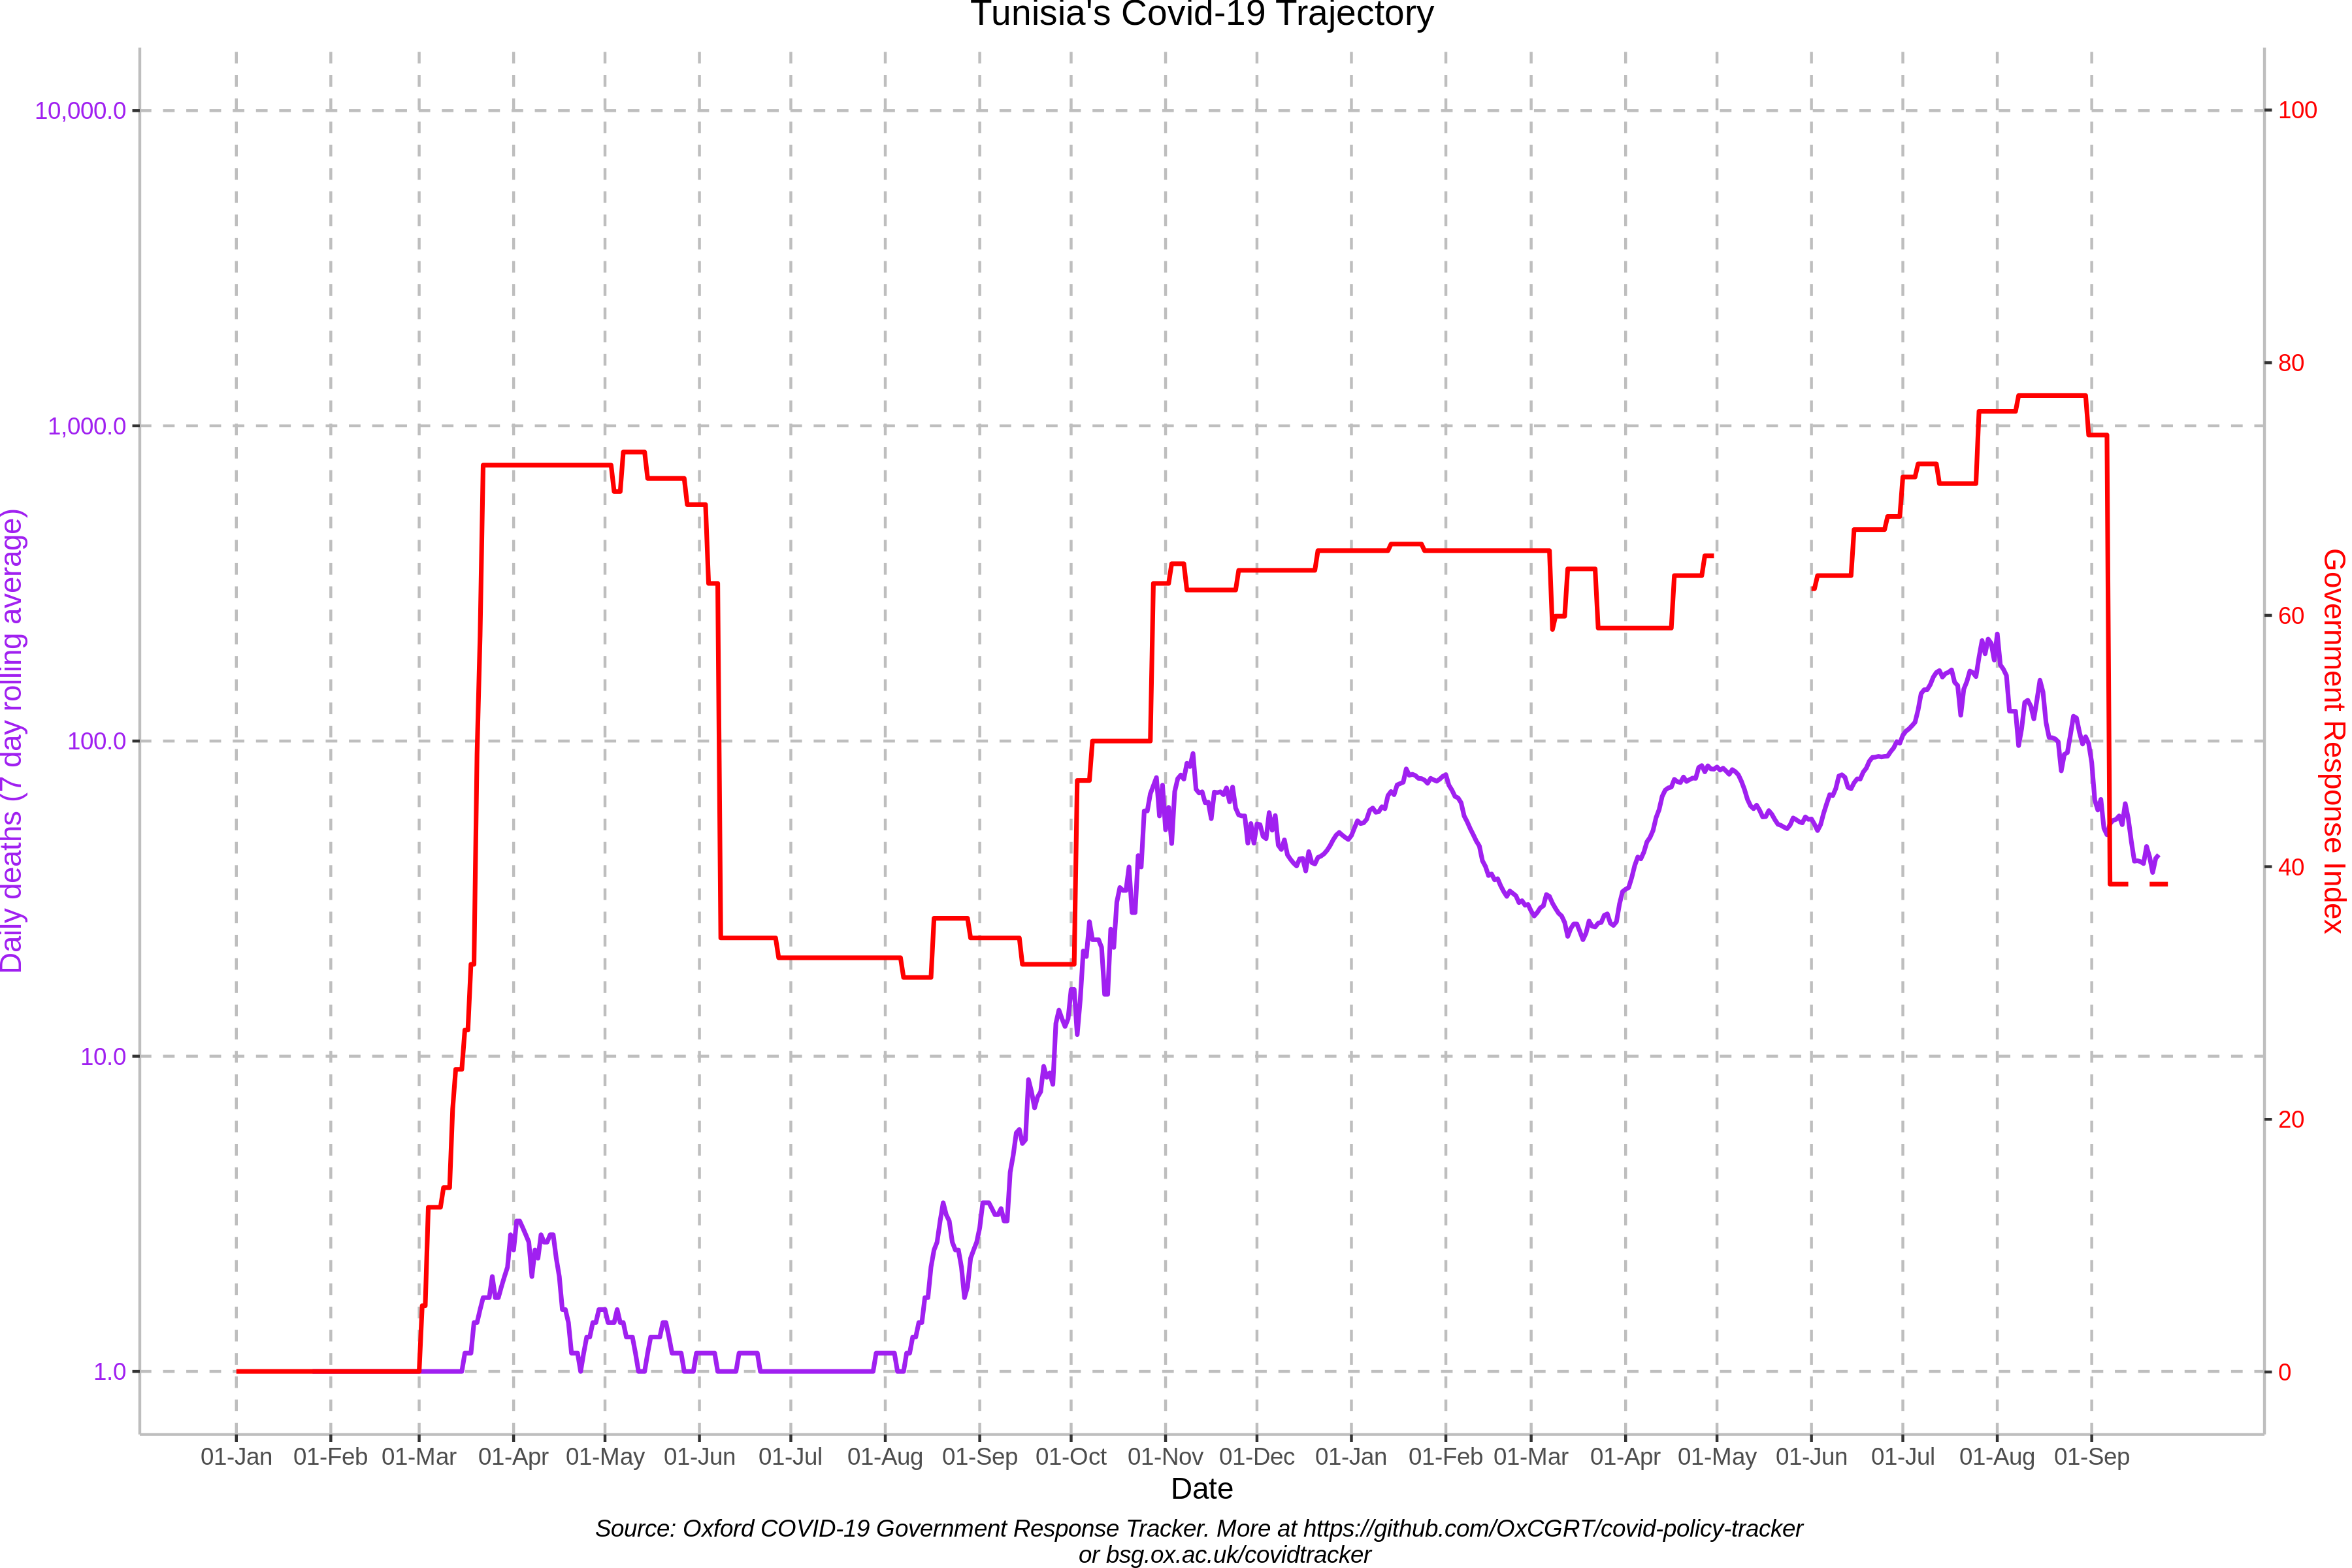 Tunisia's Covid-19 Trajectory
10,000.0
1,000.0
100.0
10.0
1.0
Daily deaths (7 day rolling average)
100
80
60
40
20
0
Government Response Index
01-Jan 01-Feb 01-Mar 01-Apr 01-May 01-Jun 01-Jul 01-Aug 01-Sep 01-Oct 01-Nov 01-Dec 01-Jan 01-Feb 01-Mar 01-Apr 01-May 01-Jun 01-Jul 01-Aug 01-Sep
Date
Source: Oxford COVID-19 Government Response Tracker. More at https://github.com/OxCGRT/covid-policy-tracker
or bsg.ox.ac.uk/covidtracker